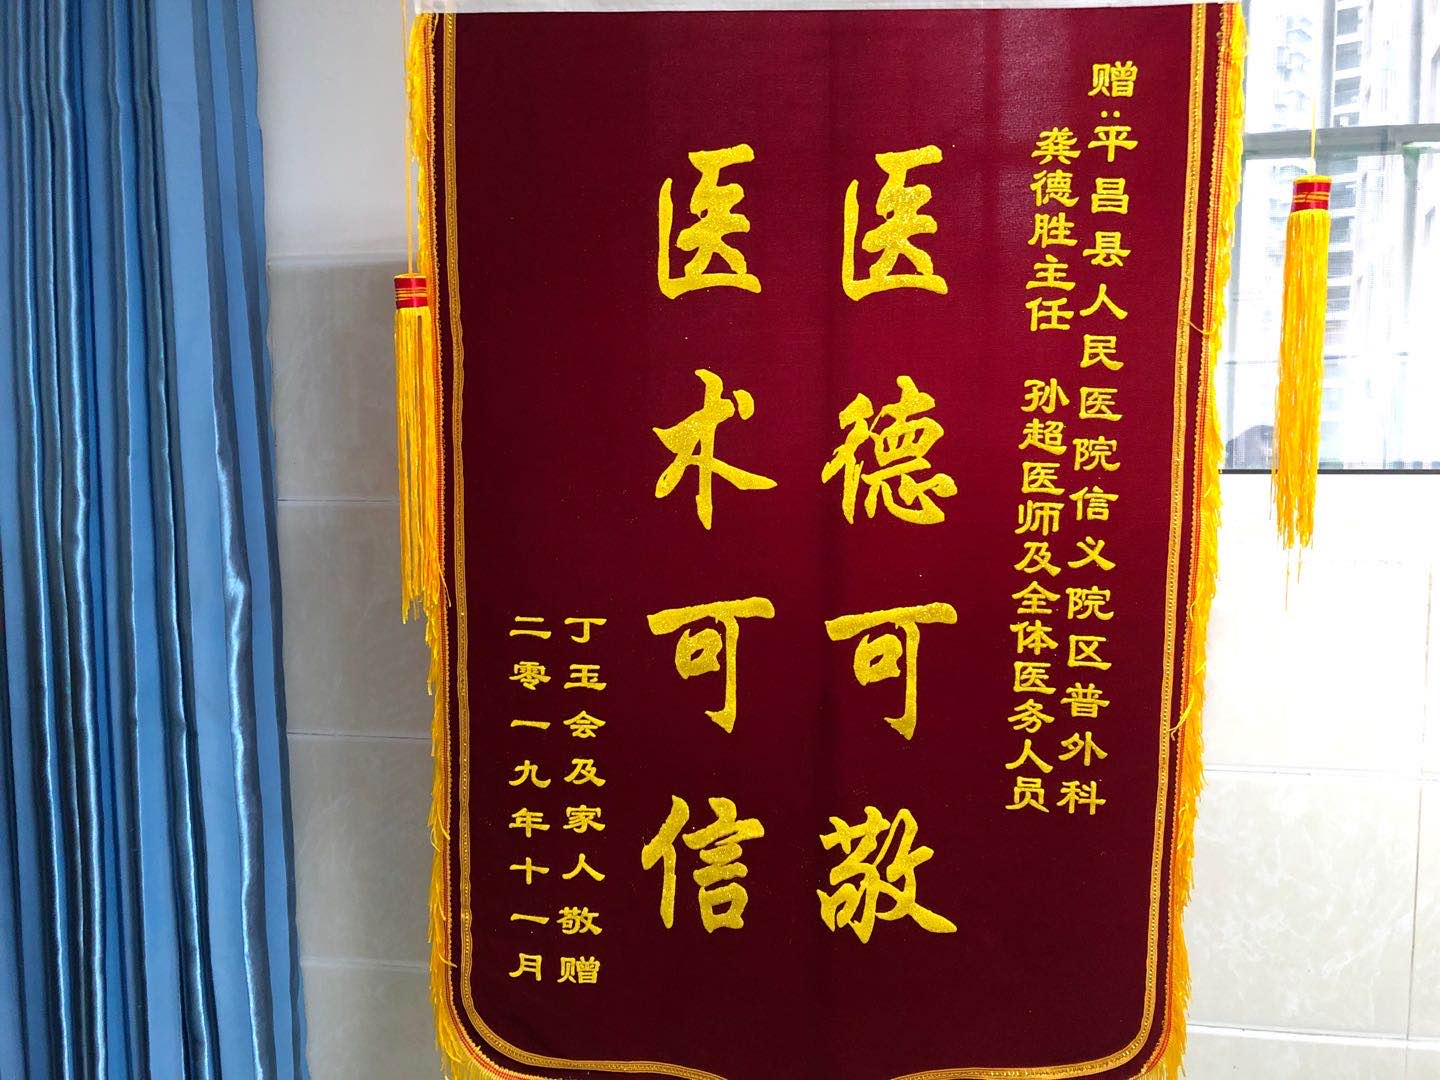 赠:平昌县人民医院信义院区普外科
龚德胜主任 孙超医师及全体医务人员
医德可敬
医术可信
丁玉会及家人敬赠
二零一九年十一月